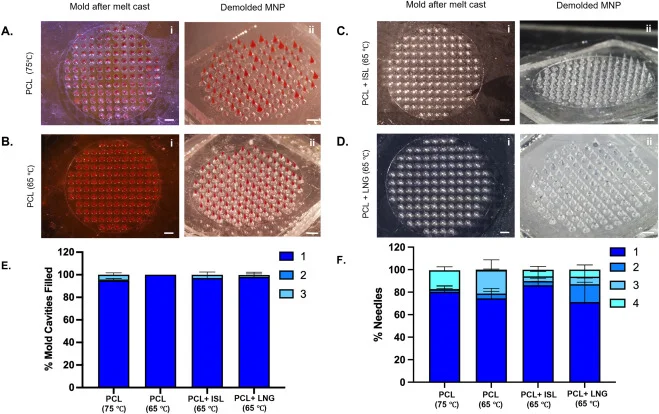 Mold after melt cast Demolded MNP
Mold after melt cast Demolded MNP
A. i ii
PCL (75℃)
C. i ii
PCL + ISL (65 ℃)
B. i ii
PCL (65 ℃)
D. i ii
PCL + LNG (65 ℃)
E.
% Mold Cavities Filled
120
100
80
60
40
20
0
PCL PCL PCL+ ISL PCL+ LNG
(75 ℃) (65 ℃) (65 ℃) (65 ℃)
1
2
3
F.
% Needles
120
100
80
60
40
20
0
PCL PCL PCL+ ISL PCL+ LNG
(75 ℃) (65 ℃) (65 ℃) (65 ℃)
1
2
3
4